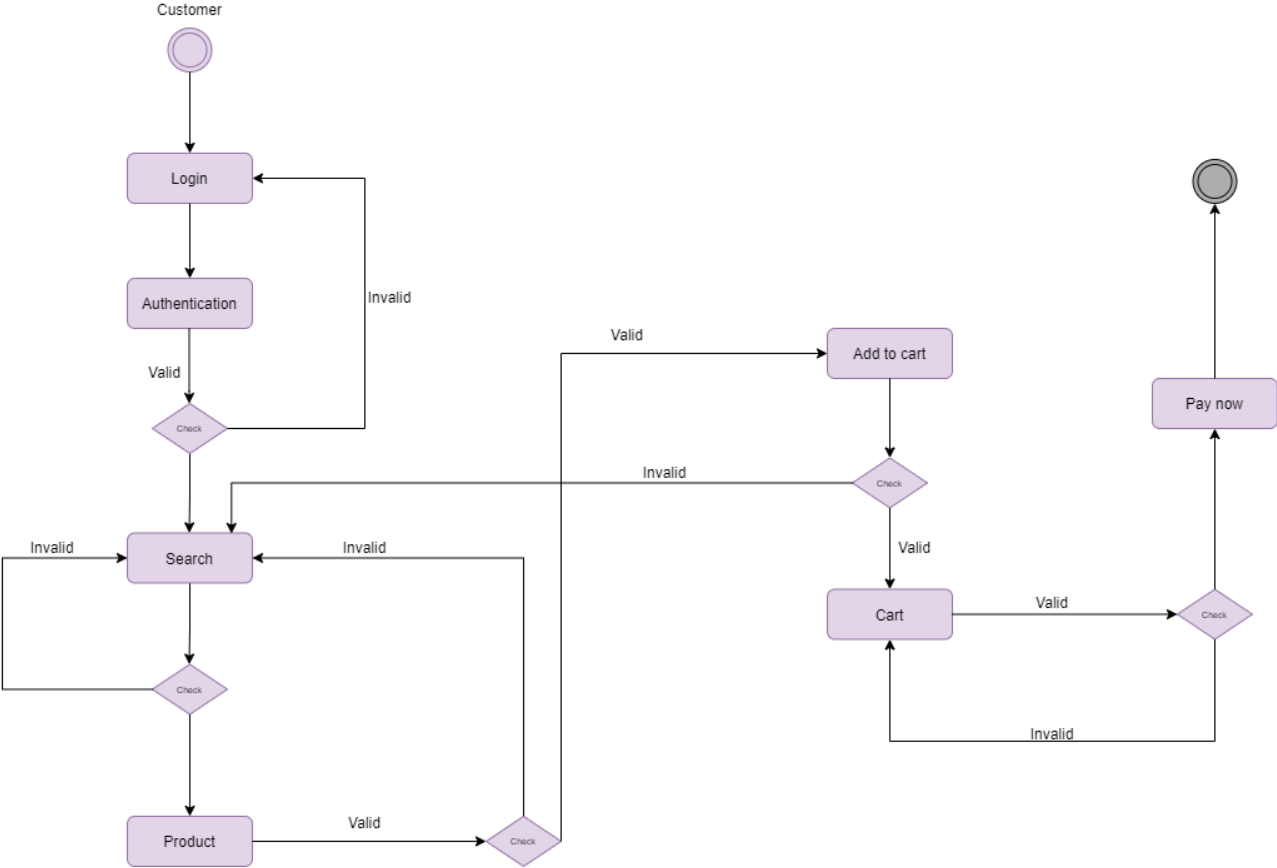 Customer
Login
Authentication
Invalid
Valid
Check
Valid
Add to cart
Pay now
Invalid
Check
Invalid
Search
Invalid
Valid
Cart
Valid
Check
Check
Invalid
Product
Valid
Check